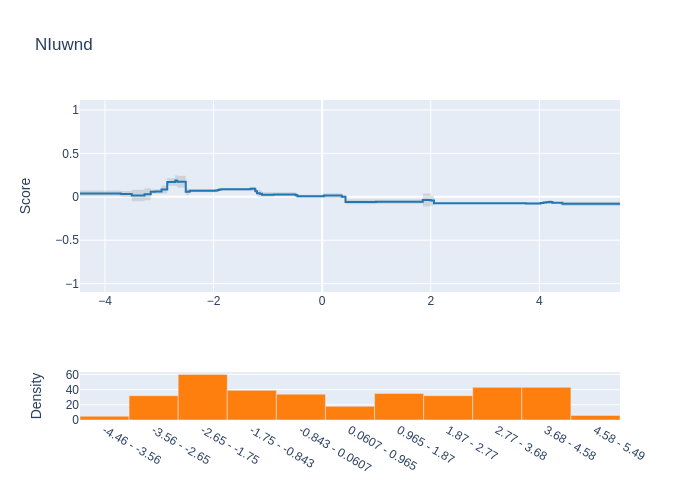 NIuwnd
1
0.5
0
−0.5
−1
Score
−4
−2
0
2
4
60
40
20
0
Density
-4.46 - -3.56
-3.56 - -2.65
-2.65 - -1.75
-1.75 - -0.843
-0.843 - 0.0607
0.0607 - 0.965
0.965 - 1.87
1.87 - 2.77
2.77 - 3.68
3.68 - 4.58
4.58 - 5.49